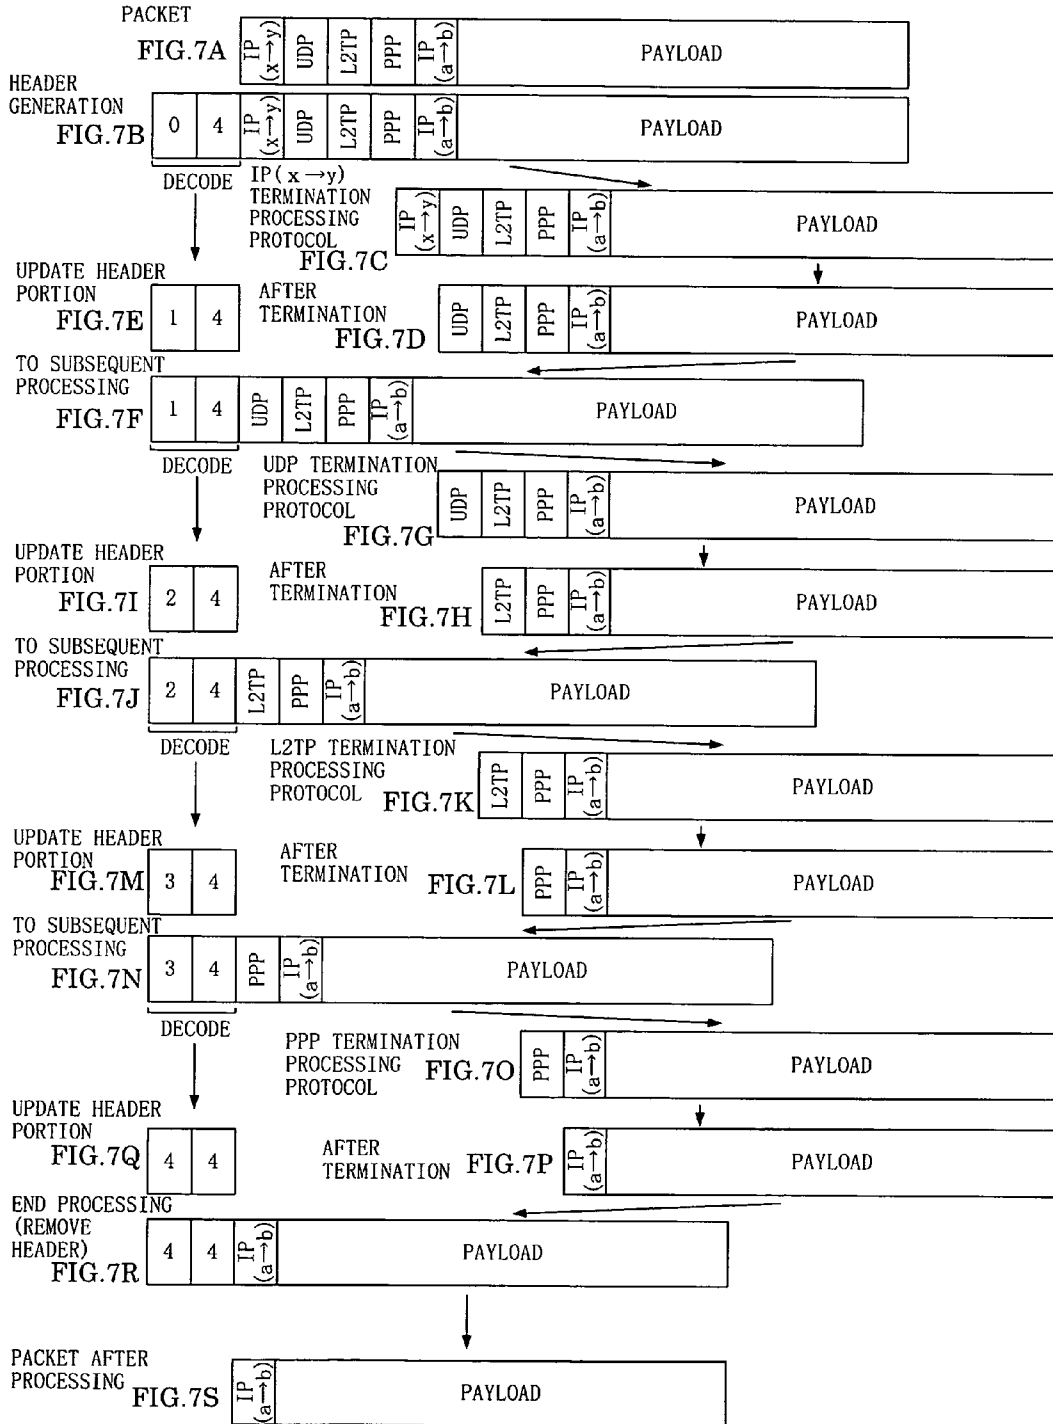 PACKET
FIG.7A
IP (x→y) UDP L2TP PPP IP (a→b) PAYLOAD
HEADER
GENERATION
FIG.7B
0 4 IP (x→y) UDP L2TP PPP IP (a→b) PAYLOAD
DECODE
IP(x→y)
TERMINATION
PROCESSING
PROTOCOL
FIG.7C
IP (x→y) UDP L2TP PPP IP (a→b) PAYLOAD
UPDATE HEADER
PORTION
FIG.7E
1 4
AFTER
TERMINATION
FIG.7D
UDP L2TP PPP IP (a→b) PAYLOAD
TO SUBSEQUENT
PROCESSING
FIG.7F
1 4 UDP L2TP PPP IP (a→b) PAYLOAD
DECODE
UDP TERMINATION
PROCESSING
PROTOCOL
FIG.7G
UDP L2TP PPP IP (a→b) PAYLOAD
UPDATE HEADER
PORTION
FIG.7I
2 4
AFTER
TERMINATION
FIG.7H
L2TP PPP IP (a→b) PAYLOAD
TO SUBSEQUENT
PROCESSING
FIG.7J
2 4 L2TP PPP IP (a→b) PAYLOAD
DECODE
L2TP TERMINATION
PROCESSING
PROTOCOL
FIG.7K
L2TP PPP IP (a→b) PAYLOAD
UPDATE HEADER
PORTION
FIG.7M
3 4
AFTER
TERMINATION
FIG.7L
PPP IP (a→b) PAYLOAD
TO SUBSEQUENT
PROCESSING
FIG.7N
3 4 PPP IP (a→b) PAYLOAD
DECODE
PPP TERMINATION
PROCESSING
PROTOCOL
FIG.7O
PPP IP (a→b) PAYLOAD
UPDATE HEADER
PORTION
FIG.7Q
4 4
AFTER
TERMINATION
FIG.7P
IP (a→b) PAYLOAD
END PROCESSING
(REMOVE
HEADER)
FIG.7R
4 4 IP (a→b) PAYLOAD
PACKET AFTER
PROCESSING
FIG.7S
IP (a→b) PAYLOAD